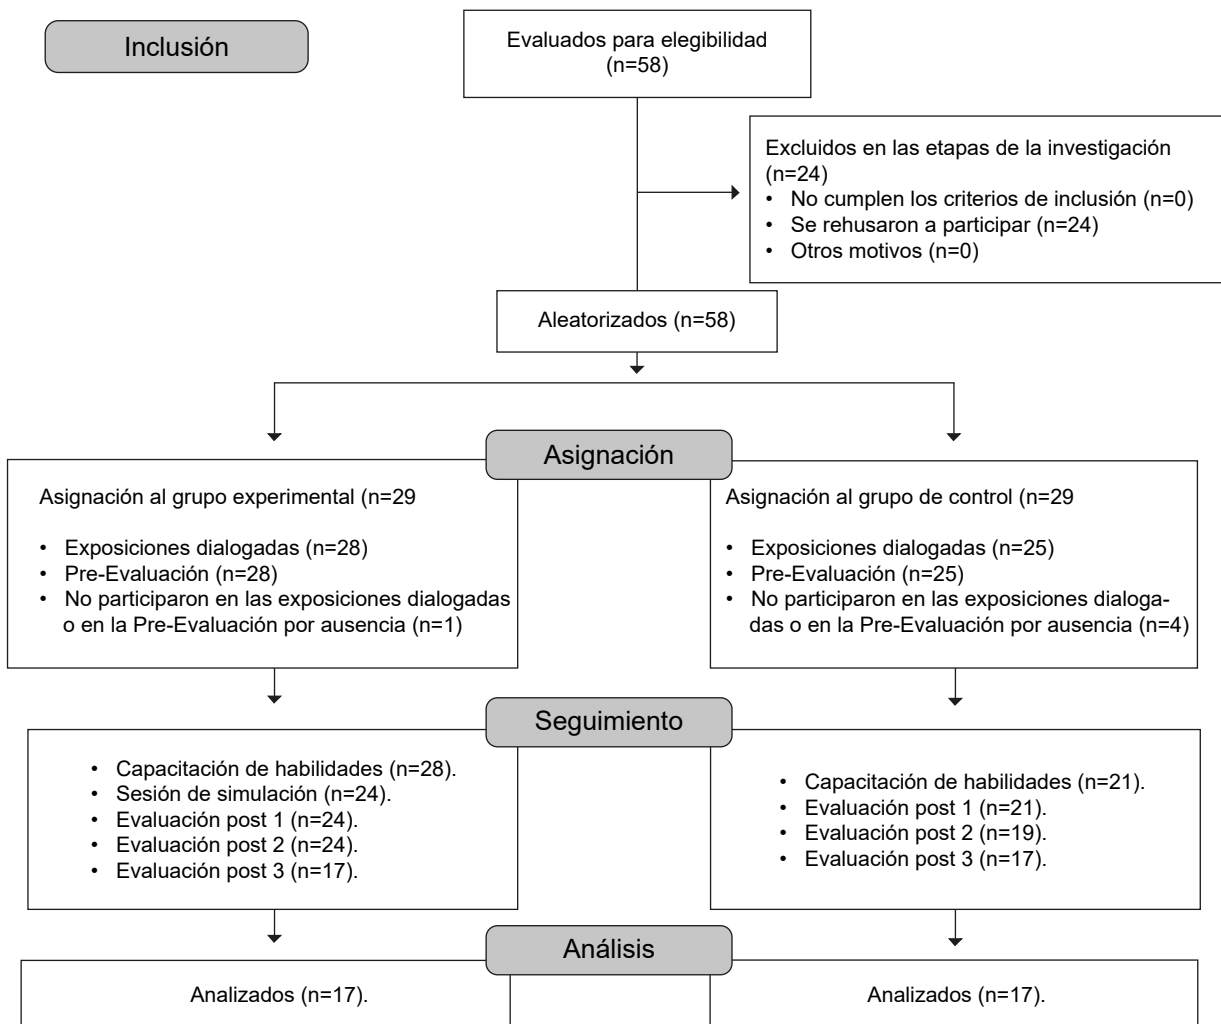 Inclusión
Evaluados para elegibilidad
(n=58)
Excluidos en las etapas de la investigación
(n=24)
• No cumplen los criterios de inclusión (n=0)
• Se rehusaron a participar (n=24)
• Otros motivos (n=0)
Aleatorizados (n=58)
Asignación
Asignación al grupo experimental (n=29
• Exposiciones dialogadas (n=28)
• Pre-Evaluación (n=28)
• No participaron en las exposiciones dialogadas
o en la Pre-Evaluación por ausencia (n=1)
Asignación al grupo de control (n=29
• Exposiciones dialogadas (n=25)
• Pre-Evaluación (n=25)
• No participaron en las exposiciones dialoga-
das o en la Pre-Evaluación por ausencia (n=4)
Seguimiento
• Capacitación de habilidades (n=28).
• Sesión de simulación (n=24).
• Evaluación post 1 (n=24).
• Evaluación post 2 (n=24).
• Evaluación post 3 (n=17).
• Capacitación de habilidades (n=21).
• Evaluación post 1 (n=21).
• Evaluación post 2 (n=19).
• Evaluación post 3 (n=17).
Análisis
Analizados (n=17).
Analizados (n=17).